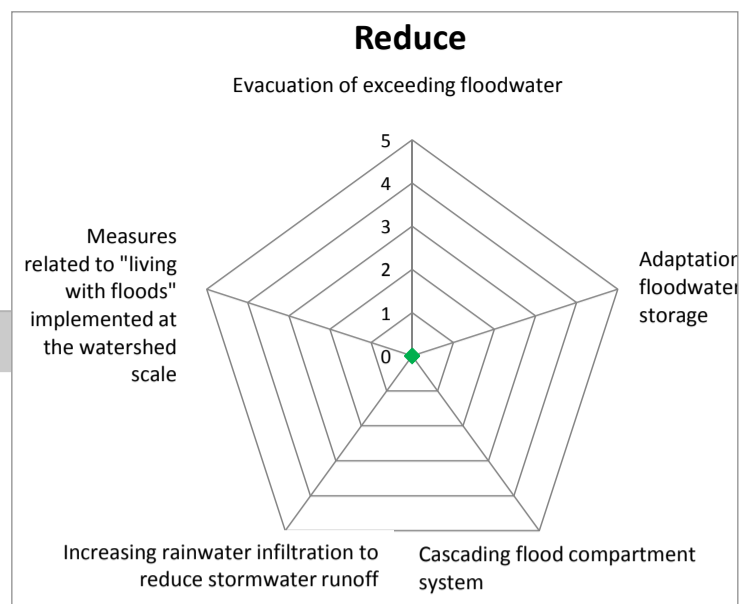 Reduce
Evacuation of exceeding floodwater
5
4
3
2
1
0
Measures
related to "living
with floods"
implemented at
the watershed
scale
Adaptation
floodwater
storage
Increasing rainwater infiltration to
reduce stormwater runoff
Cascading flood compartment
system